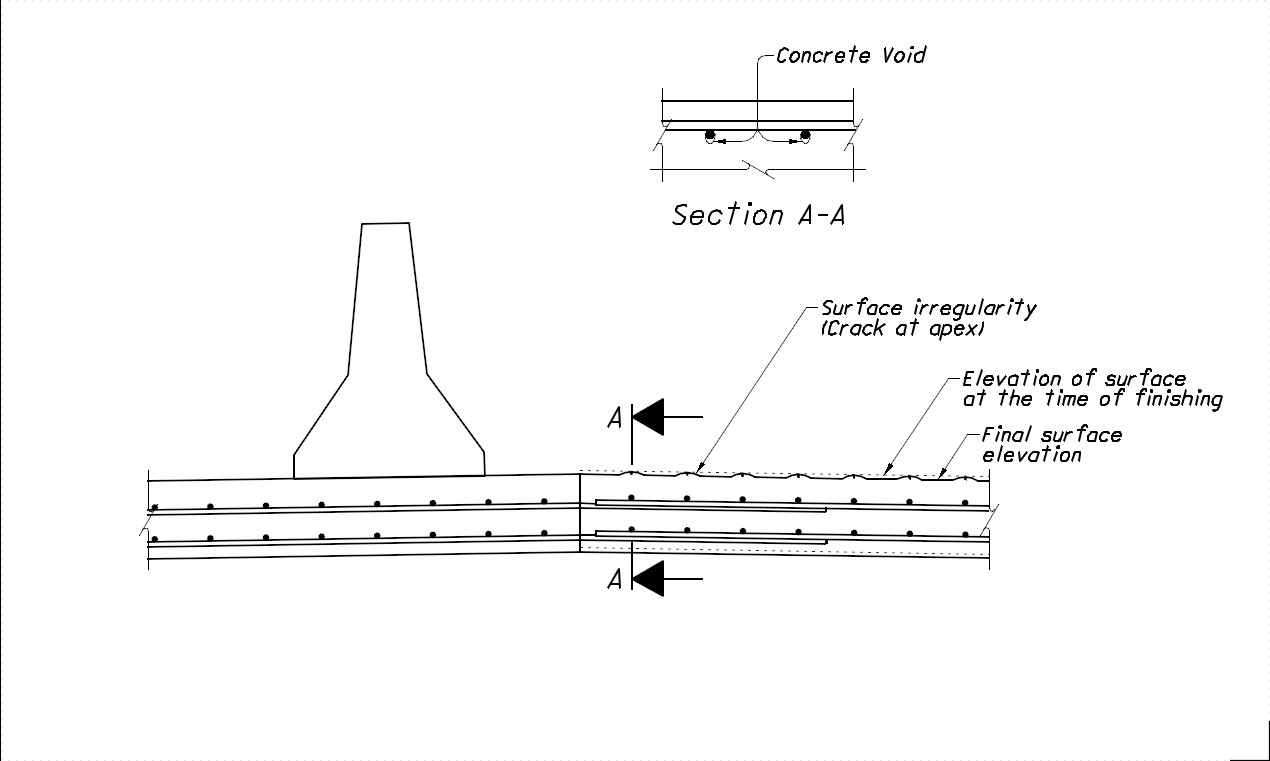 Concrete Void
Section A-A
Surface irregularity
(Crack at apex)
Elevation of surface
at the time of finishing
A
Final surface
elevation
A